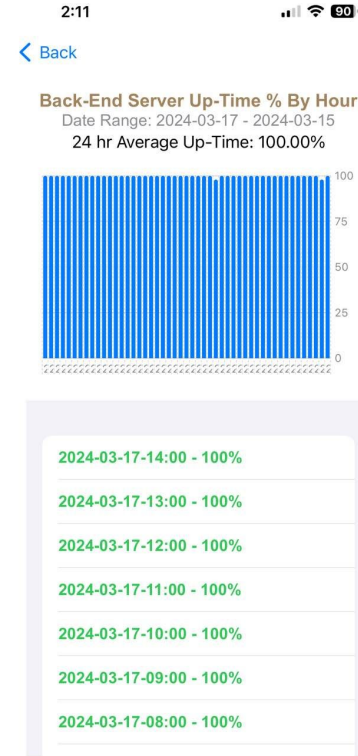 2:11
90
Back
Back-End Server Up-Time % By Hour
Date Range: 2024-03-17 - 2024-03-15
24 hr Average Up-Time: 100.00%
100
75
50
25
0
2024-03-17-14:00 - 100%
2024-03-17-13:00 - 100%
2024-03-17-12:00 - 100%
2024-03-17-11:00 - 100%
2024-03-17-10:00 - 100%
2024-03-17-09:00 - 100%
2024-03-17-08:00 - 100%